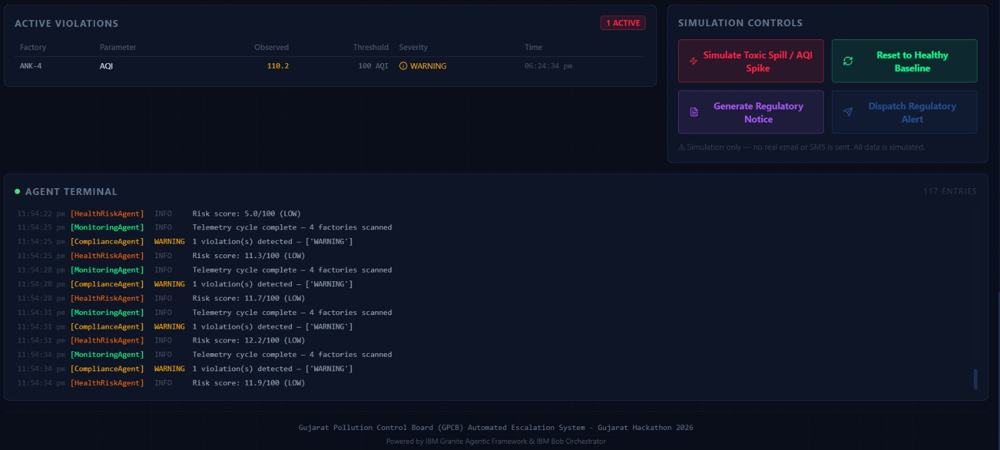 ACTIVE VIOLATIONS
1 ACTIVE
Factory Parameter Observed Threshold Severity Time
ANK-4 AQI 110.2 100 AQI WARNING 06:24:34 pm
SIMULATION CONTROLS
Simulate Toxic Spill / AQI
Spike
Reset to Healthy
Baseline
Generate Regulatory
Notice
Dispatch Regulatory
Alert
⚠ Simulation only — no real email or SMS is sent. All data is simulated.
AGENT TERMINAL
117 ENTRIES
11:54:22 pm [HealthRiskAgent] INFO Risk score: 5.0/100 (LOW)
11:54:25 pm [MonitoringAgent] INFO Telemetry cycle complete — 4 factories scanned
11:54:25 pm [ComplianceAgent] WARNING 1 violation(s) detected — ['WARNING']
11:54:25 pm [HealthRiskAgent] INFO Risk score: 11.3/100 (LOW)
11:54:28 pm [MonitoringAgent] INFO Telemetry cycle complete — 4 factories scanned
11:54:28 pm [ComplianceAgent] WARNING 1 violation(s) detected — ['WARNING']
11:54:28 pm [HealthRiskAgent] INFO Risk score: 11.7/100 (LOW)
11:54:31 pm [MonitoringAgent] INFO Telemetry cycle complete — 4 factories scanned
11:54:31 pm [ComplianceAgent] WARNING 1 violation(s) detected — ['WARNING']
11:54:31 pm [HealthRiskAgent] INFO Risk score: 12.2/100 (LOW)
11:54:34 pm [MonitoringAgent] INFO Telemetry cycle complete — 4 factories scanned
11:54:34 pm [ComplianceAgent] WARNING 1 violation(s) detected — ['WARNING']
11:54:34 pm [HealthRiskAgent] INFO Risk score: 11.9/100 (LOW)
Gujarat Pollution Control Board (GPCB) Automated Escalation System · Gujarat Hackathon 2026
Powered by IBM Granite Agentic Framework & IBM Bob Orchestrator